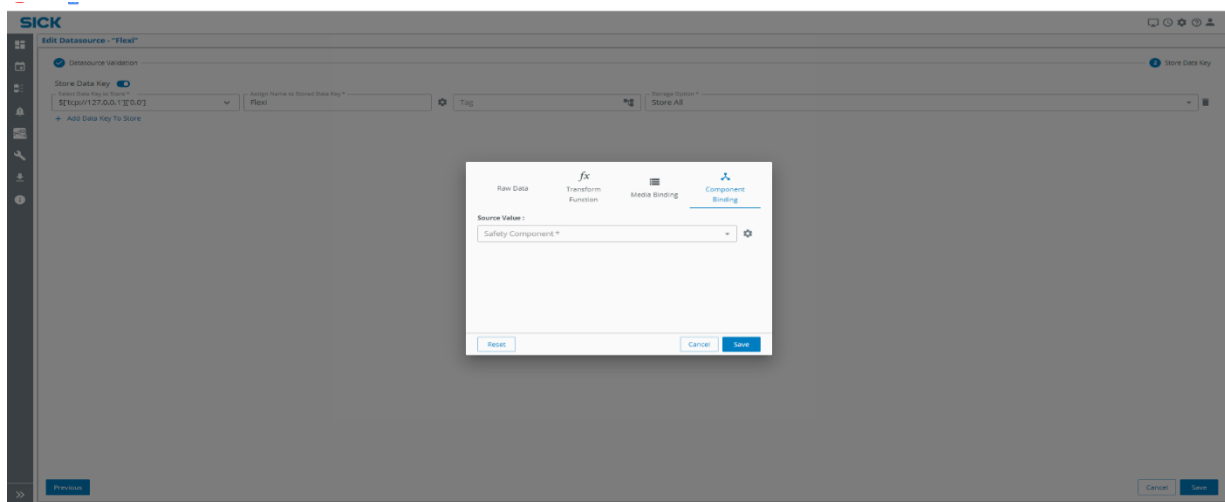 SICK
Edit Datasource - "Flexi"
Datasource Validation
2 Store Data Key
Store Data Key
Select Data Key to Store *
$['tcp://127.0.0.1']['0.0']
Assign Name to Stored Data Key *
Flexi
Tag
Storage Option *
Store All
+ Add Data Key To Store
Raw Data
fx
Transform
Function
Media Binding
Component
Binding
Source Value :
Safety Component *
Reset
Cancel
Save
Previous
Cancel
Save